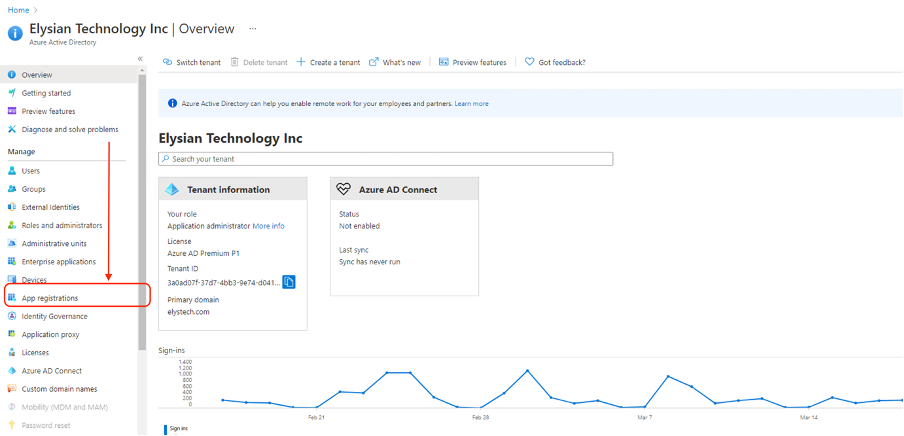 Home >
Elysian Technology Inc | Overview ...
Azure Active Directory
«
Overview
Getting started
Preview features
Diagnose and solve problems
Manage
Users
Groups
External Identities
Roles and administrators
Administrative units
Enterprise applications
Devices
App registrations
Identity Governance
Application proxy
Licenses
Azure AD Connect
Custom domain names
Mobility (MDM and MAM)
Password reset
Switch tenant Delete tenant Create a tenant What's new Preview features Got feedback?
Azure Active Directory can help you enable remote work for your employees and partners. Learn more
Elysian Technology Inc
Search your tenant
Tenant information
Your role
Application administrator More info
License
Azure AD Premium P1
Tenant ID
3a0ad07f-37d7-4bb3-9e74-d041...
Primary domain
elystech.com
Azure AD Connect
Status
Not enabled
Last sync
Sync has never run
Sign-ins
1,400
1,200
1,000
800
600
400
200
0
Feb 21 Feb 28 Mar 7 Mar 14
Sign ins